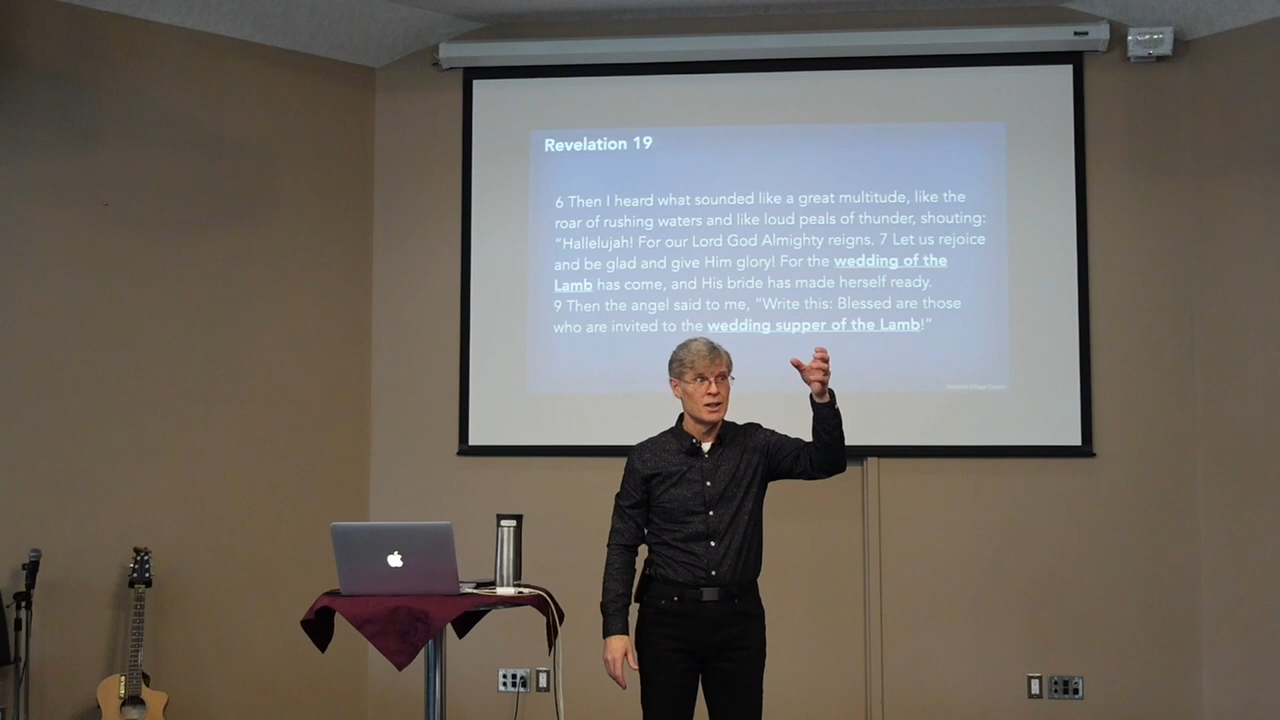 Revelation 19
6 Then I heard what sounded like a great multitude, like the
roar of rushing waters and like loud peals of thunder, shouting:
“Hallelujah! For our Lord God Almighty reigns. 7 Let us rejoice
and be glad and give Him glory! For the wedding of the
Lamb has come, and His bride has made herself ready.
9 Then the angel said to me, “Write this: Blessed are those
who are invited to the wedding supper of the Lamb!”